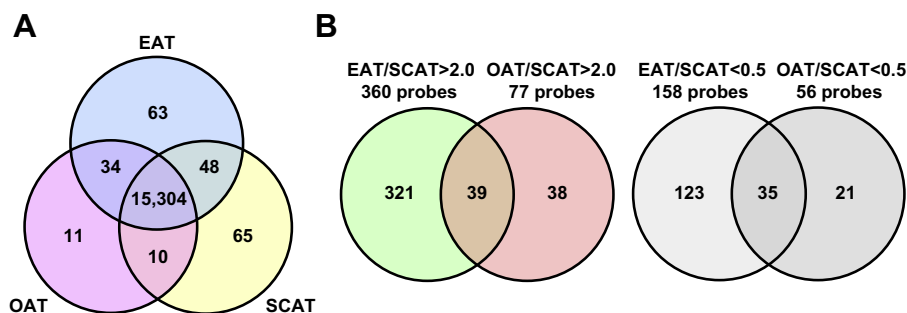 A
EAT
63
34
48
15,304
11
10
65
OAT
SCAT
B
EAT/SCAT>2.0
360 probes
OAT/SCAT>2.0
77 probes
321
39
38
EAT/SCAT<0.5
158 probes
OAT/SCAT<0.5
56 probes
123
35
21